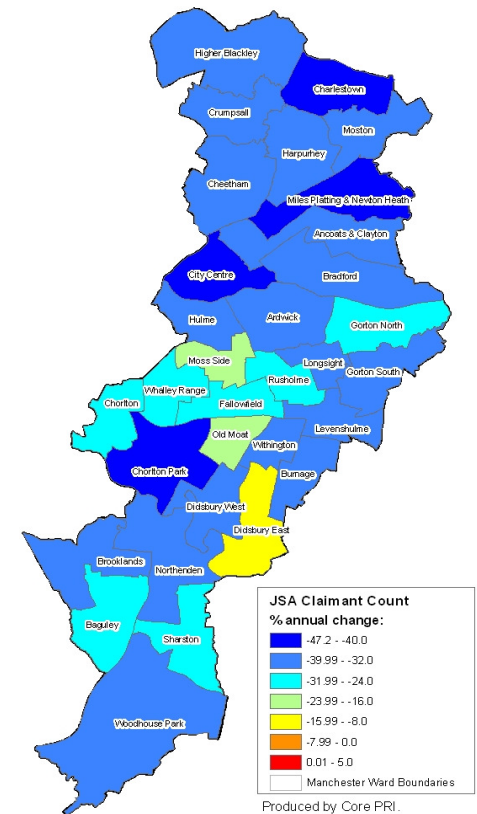 Higher Blackley
Charlestown
Crumpsall
Moston
Harpurhey
Cheetham
Miles Platting & Newton Heath
Ancoats & Clayton
City Centre
Bradford
Hulme
Ardwick
Gorton North
Moss Side
Longsight
Gorton South
Rusholme
Whalley Range
Chorlton
Fallowfield
Old Moat
Levenshulme
Withington
Chorlton Park
Burnage
Didsbury West
Didsbury East
Brooklands
Northenden
Baguley
Sharston
Woodhouse Park
JSA Claimant Count
% annual change:
-47.2 - -40.0
-39.99 - -32.0
-31.99 - -24.0
-23.99 - -16.0
-15.99 - -8.0
-7.99 - 0.0
0.01 - 5.0
Manchester Ward Boundaries
Produced by Core PRI.